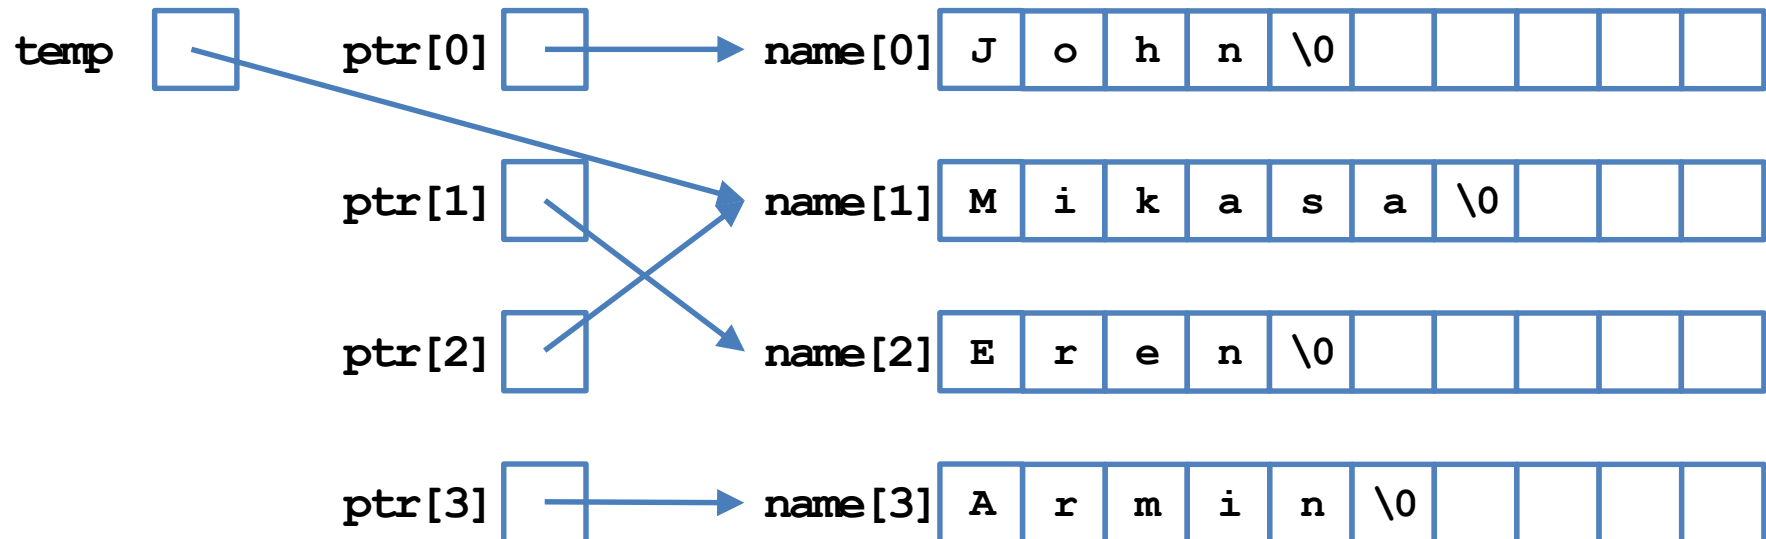 temp ptr[0] name[0] J o h n \0
ptr[1] name[1] M i k a s a \0
ptr[2] name[2] E r e n \0
ptr[3] name[3] A r m i n \0